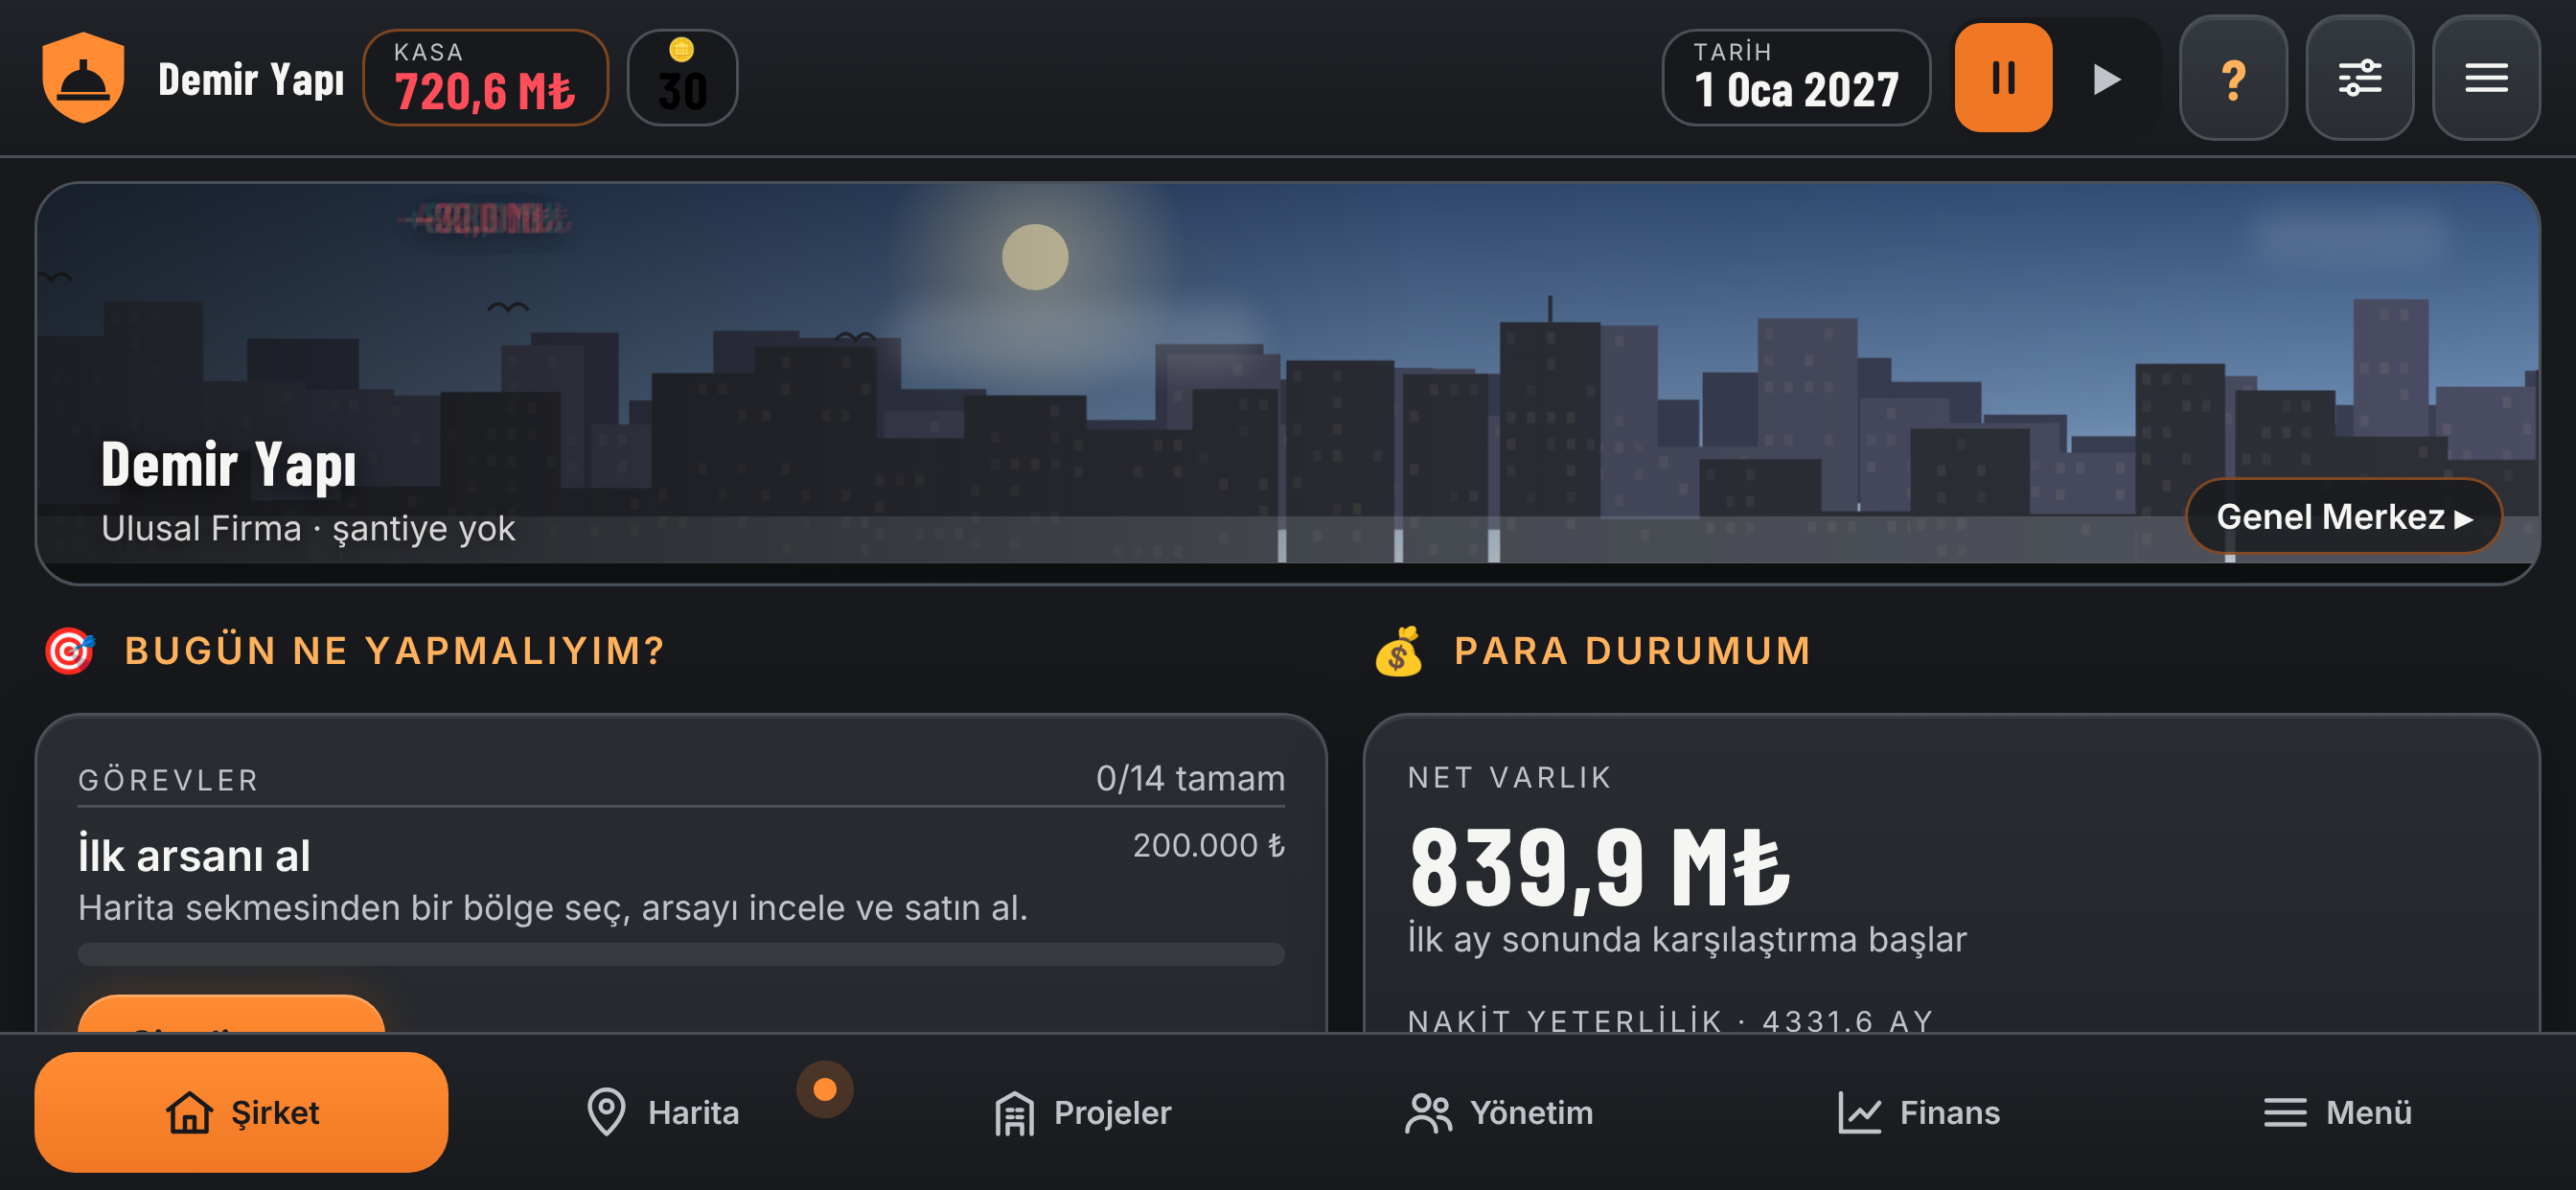 Demir Yapı
KASA
720,6 M₺
30
TARİH
1 Oca 2027
?
Demir Yapı
Ulusal Firma · şantiye yok
Genel Merkez ▸
BUGÜN NE YAPMALIYIM?
GÖREVLER
0/14 tamam
İlk arsanı al
200.000 ₺
Harita sekmesinden bir bölge seç, arsayı incele ve satın al.
PARA DURUMUM
NET VARLIK
839,9 M₺
İlk ay sonunda karşılaştırma başlar
NAKİT YETERLİLİK · 4331.6 AY
Şirket
Harita
Projeler
Yönetim
Finans
Menü